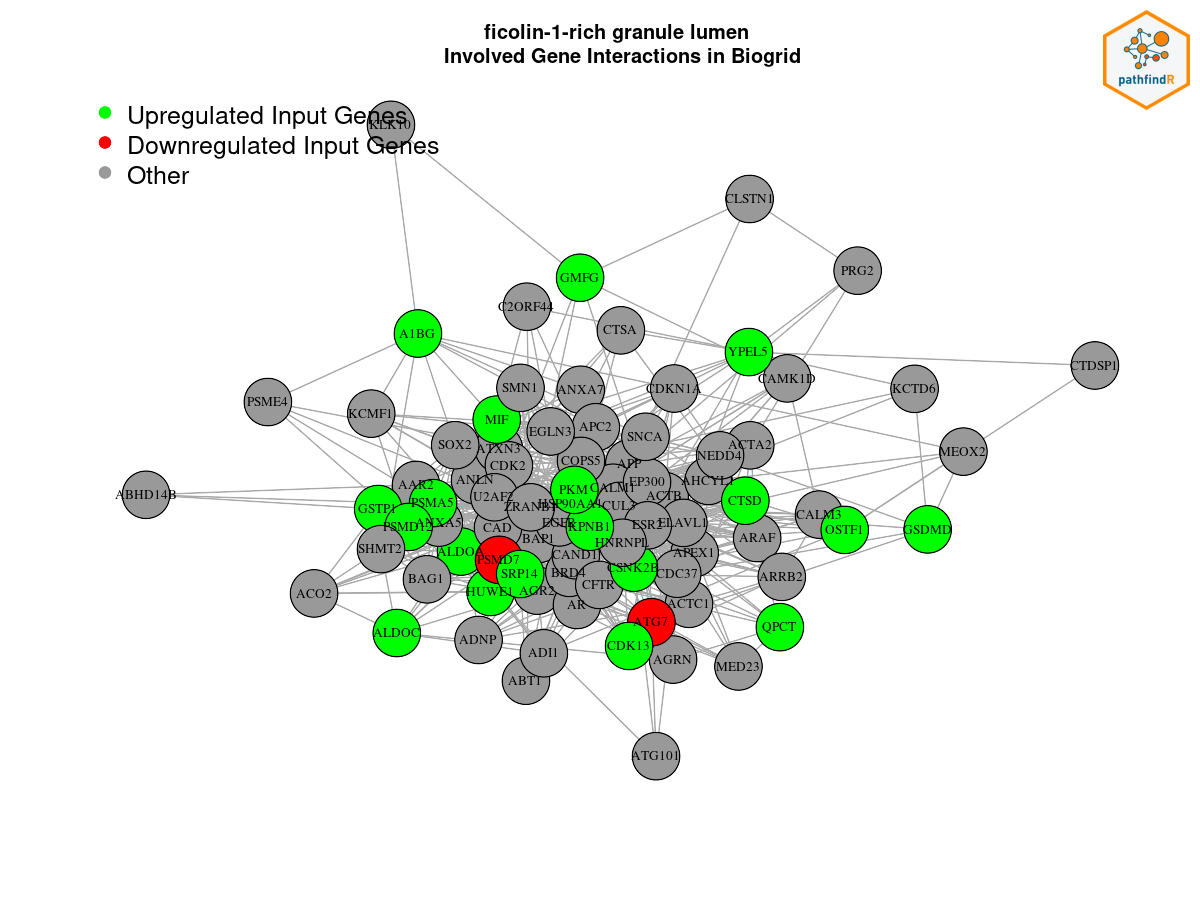 ficolin-1-rich granule lumen
Involved Gene Interactions in Biogrid
pathfindR
Upregulated Input Genes
Downregulated Input Genes
Other
KLK10
CLSTN1
PRG2
GMFG
C2ORF44
CTSA
A1BG
YPEL5
CTDSP1
CAMK1D
SMN1
ANXA7
CDKN1A
KCTD6
PSME4
KCMF1
MIF
EGLN3
APC2
SNCA
SOX2
ATXN3
ACTA2
NEDD4
MEOX2
CDK2
COPS5
APP
ANLN
EP300
AHCYL1
AAR2
ABHD14B
PKM
CALM1
U2AF2
ACTB
PSMA5
HSP90AA1
CTSD
GSTP1
ZRANB1
CUL3
CALM3
PSMD12
ANXA5
CAD
EGFR
KPNB1
ESR2
ELAVL1
OSTF1
GSDMD
BAP1
HNRNPL
ARAF
SHMT2
ALDOA
PSMD7
CAND1
APEX1
SRP14
BRD4
CSNK2B
CDC37
ARRB2
BAG1
CFTR
ACO2
HUWE1
AGR2
AR
ACTC1
ATG7
QPCT
ALDOC
ADNP
CDK13
ADI1
AGRN
MED23
ABT1
ATG101